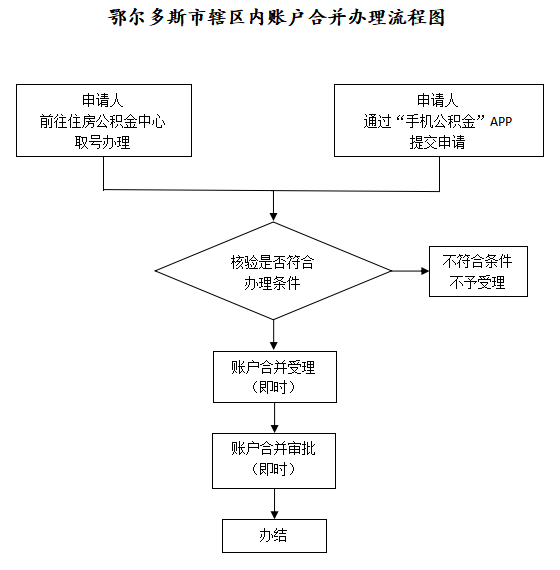 鄂尔多斯市辖区内账户合并办理流程图
申请人
前往住房公积金中心
取号办理
申请人
通过“手机公积金”APP
提交申请
核验是否符合
办理条件
不符合条件
不予受理
账户合并受理
（即时）
账户合并审批
（即时）
办结